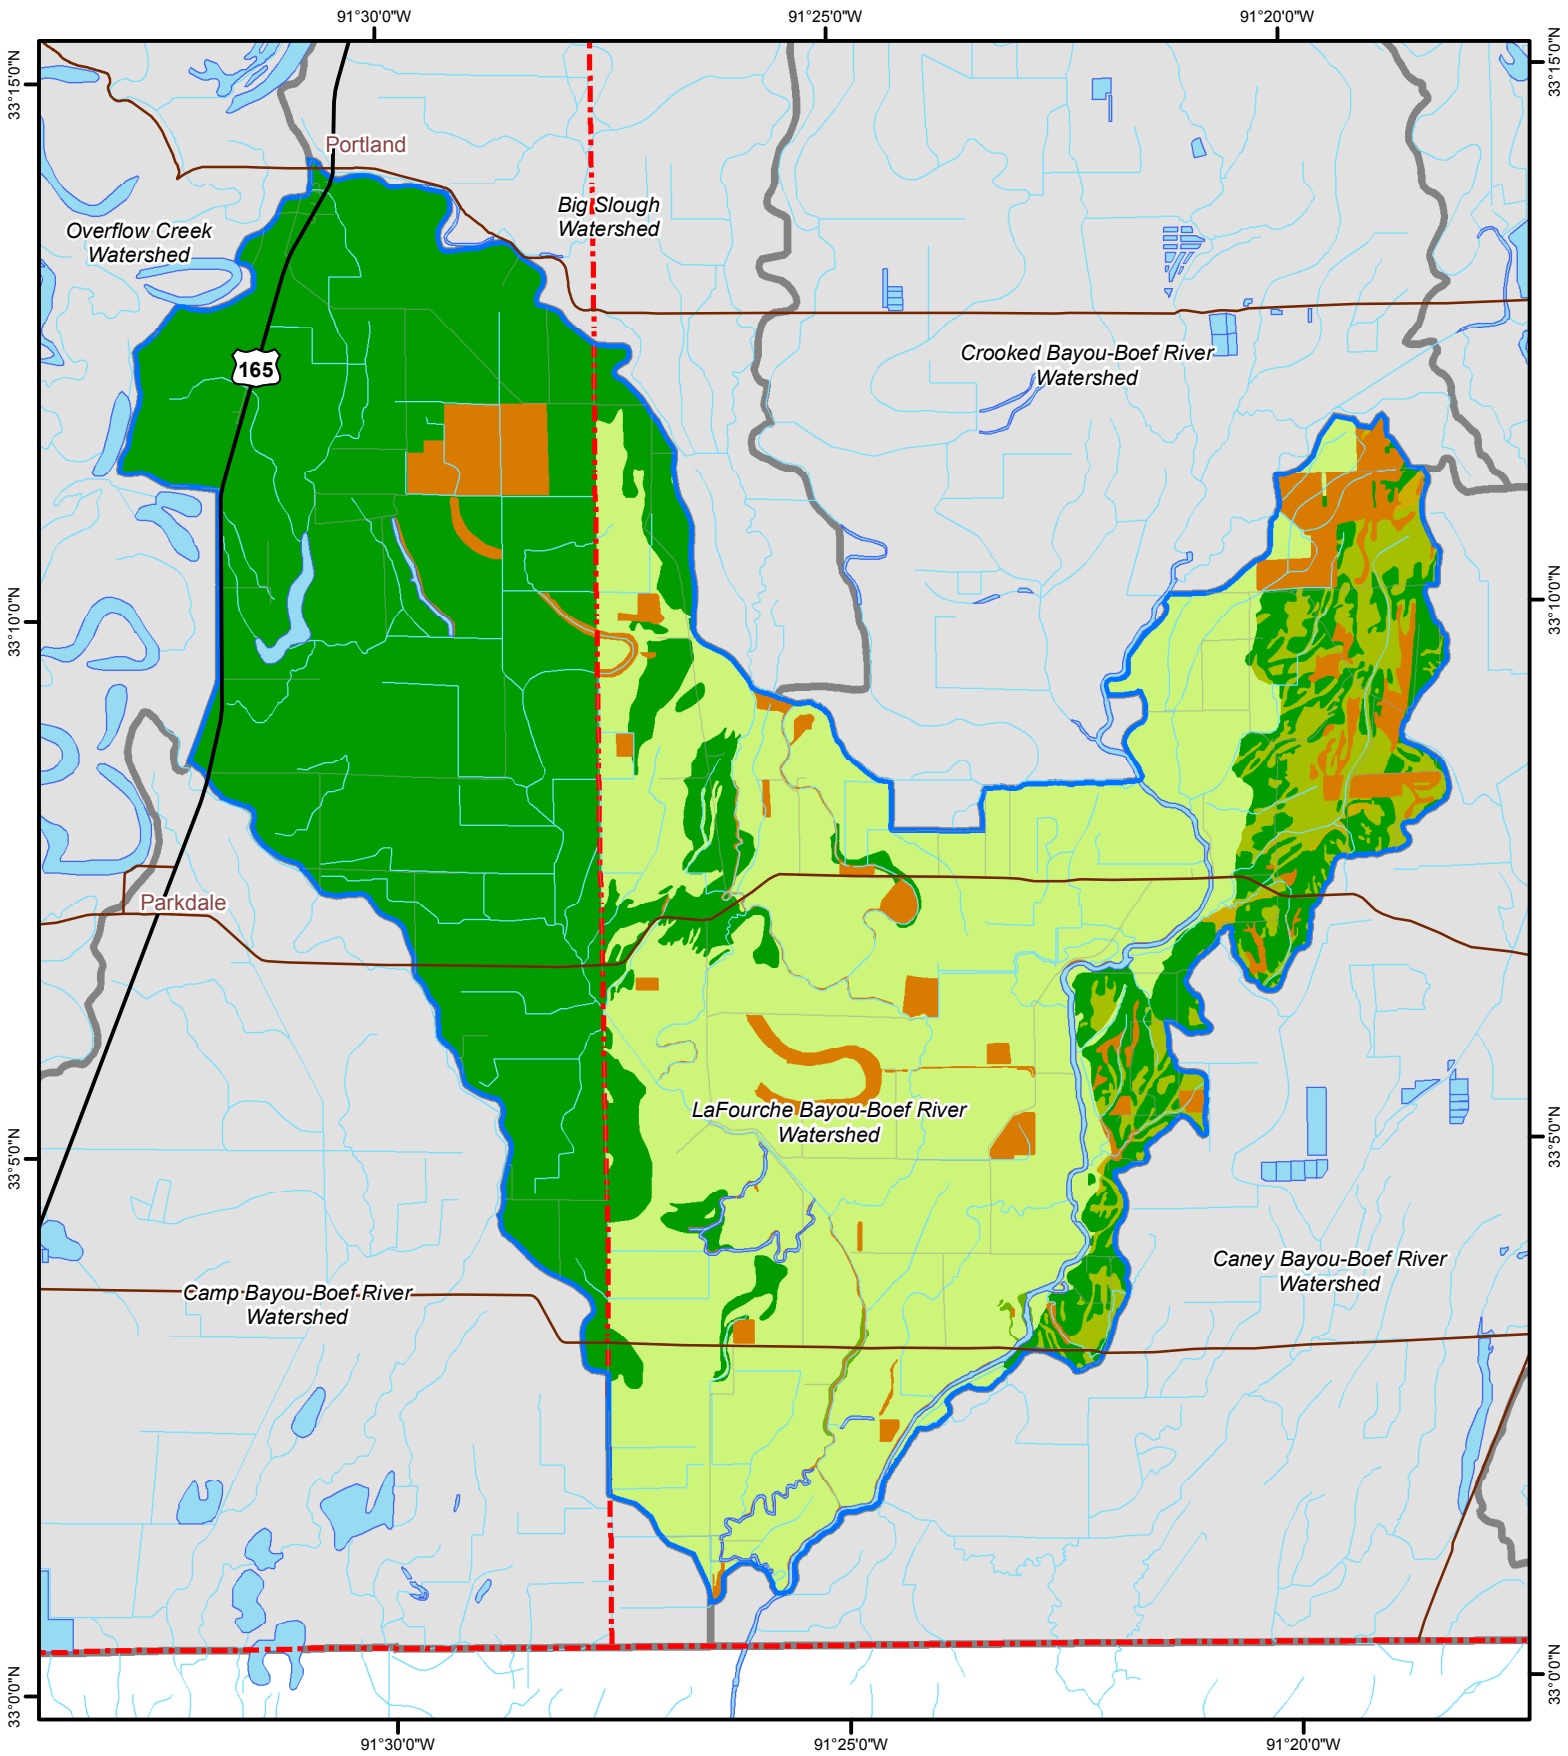 91°30'0"W
91°25'0"W
91°20'0"W
33°15'0"N
33°15'0"N
Portland
Big Slough
Watershed
Overflow Creek
Watershed
Crooked Bayou-Boef River
Watershed
165
33°10'0"N
33°10'0"N
Parkdale
LaFourche Bayou-Boef River
Watershed
33°5'0"N
33°5'0"N
Caney Bayou-Boef River
Watershed
Camp Bayou-Boef River
Watershed
33°0'0"N
33°0'0"N
91°30'0"W
91°25'0"W
91°20'0"W